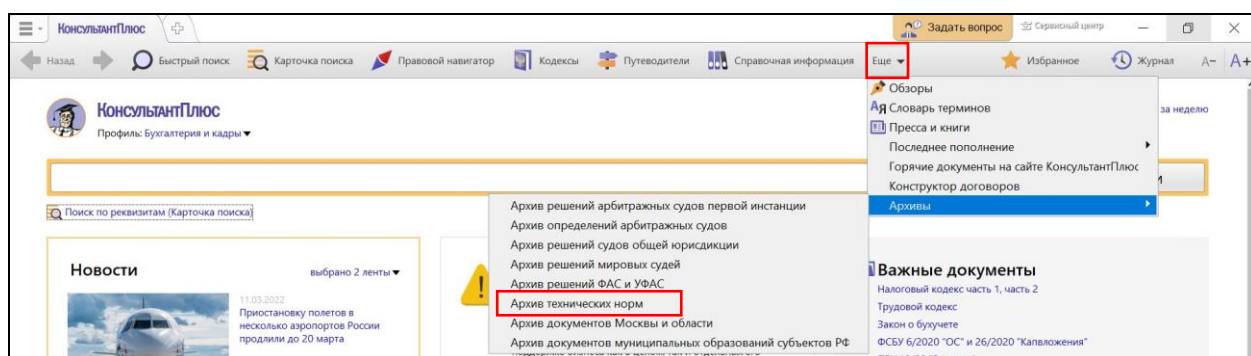 КонсультантПлюс
Задать вопрос
Сервисный центр
Назад
Быстрый поиск
Карточка поиска
Правовой навигатор
Кодексы
Путеводители
Справочная информация
Еще
Избранное
Журнал
А- А+
КонсультантПлюс
Профиль: Бухгалтерия и кадры
Обзоры
АЯ Словарь терминов
Пресса и книги
Последнее пополнение
Горячие документы на сайте КонсультантПлюс
Конструктор договоров
Архивы
за неделю
Поиск по реквизитам (Карточка поиска)
Архив решений арбитражных судов первой инстанции
Архив определений арбитражных судов
Архив решений судов общей юрисдикции
Архив решений мировых судей
Архив решений ФАС и УФАС
Архив технических норм
Архив документов Москвы и области
Архив документов муниципальных образований субъектов РФ
Новости
выбрано 2 ленты
11.03.2022
Приостановку полетов в
несколько аэропортов России
продлили до 20 марта
Важные документы
Налоговый кодекс часть 1, часть 2
Трудовой кодекс
Закон о бухучете
ФСБУ 6/2020 "ОС" и 26/2020 "Капвложения"